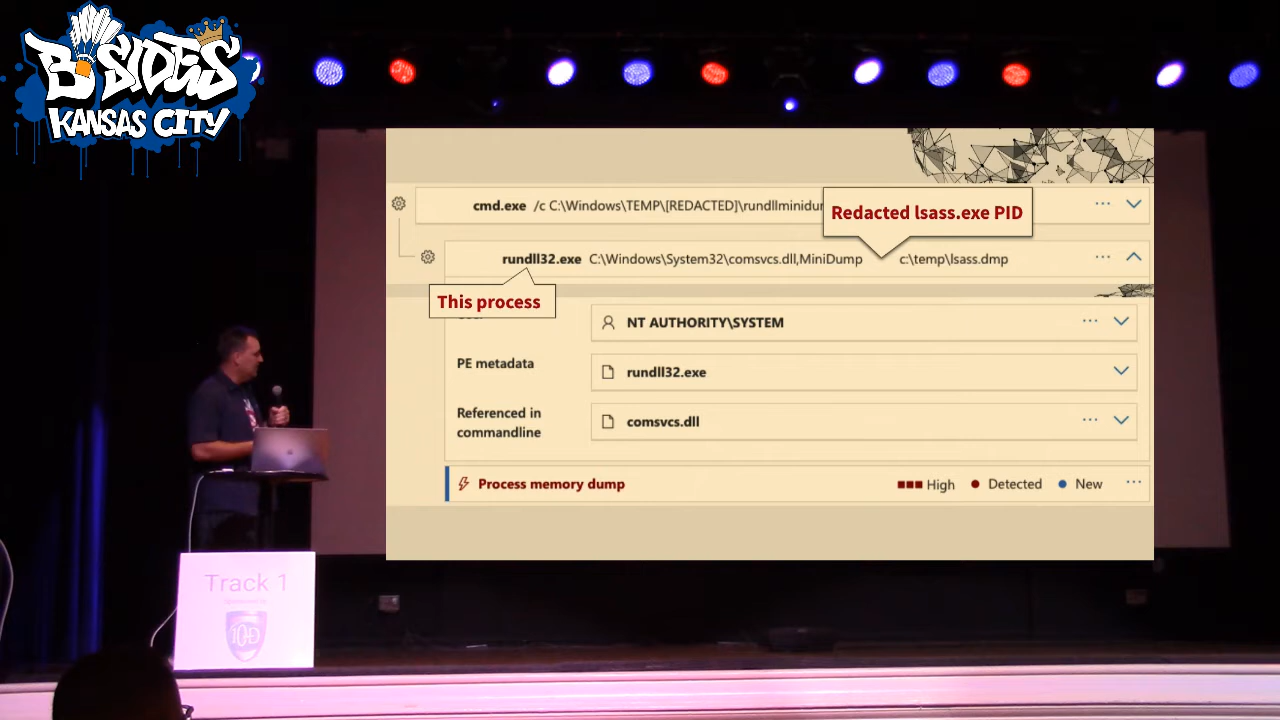 B-SIDES
KANSAS CITY
cmd.exe /c C:\Windows\TEMP\[REDACTED]\rundllminidu
Redacted lsass.exe PID
rundll32.exe C:\Windows\System32\comsvcs.dll,MiniDump c:\temp\lsass.dmp
This process
NT AUTHORITY\SYSTEM
PE metadata
rundll32.exe
Referenced in
commandline
comsvcs.dll
Process memory dump
High
Detected
New
Track 1